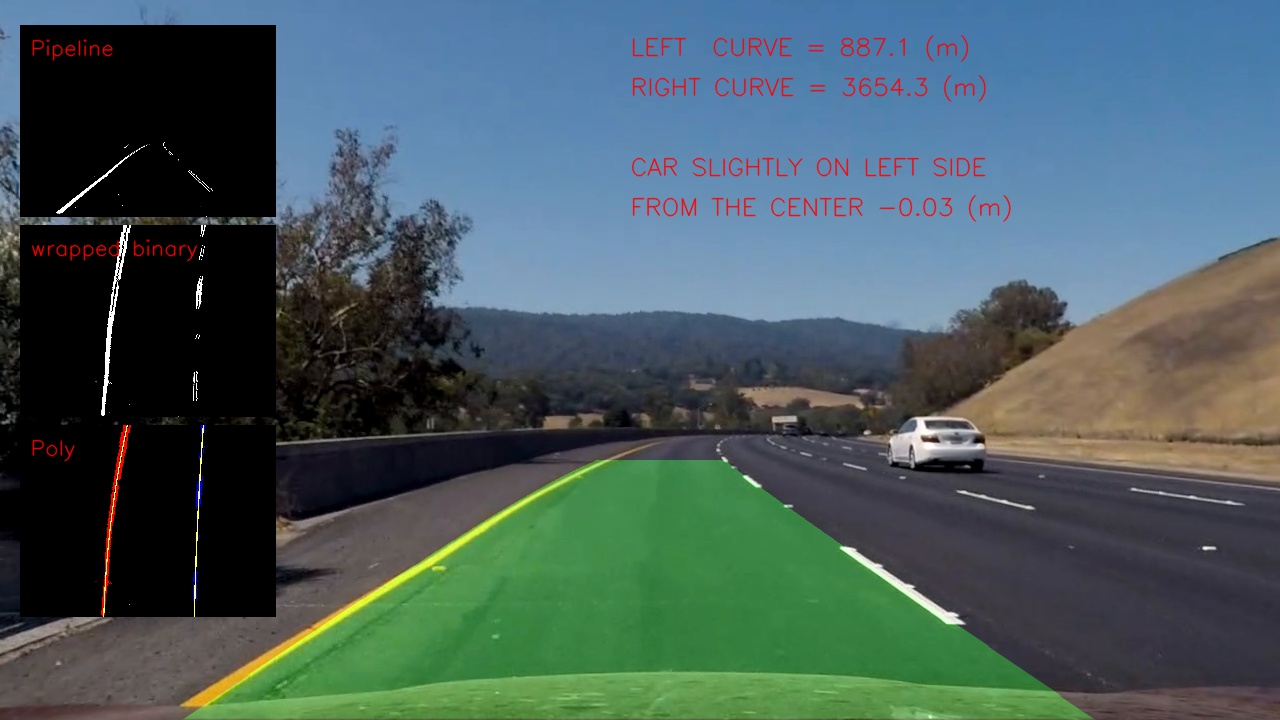 Pipeline
wrapped binary
Poly
LEFT CURVE = 887.1 (m)
RIGHT CURVE = 3654.3 (m)
CAR SLIGHTLY ON LEFT SIDE
FROM THE CENTER -0.03 (m)